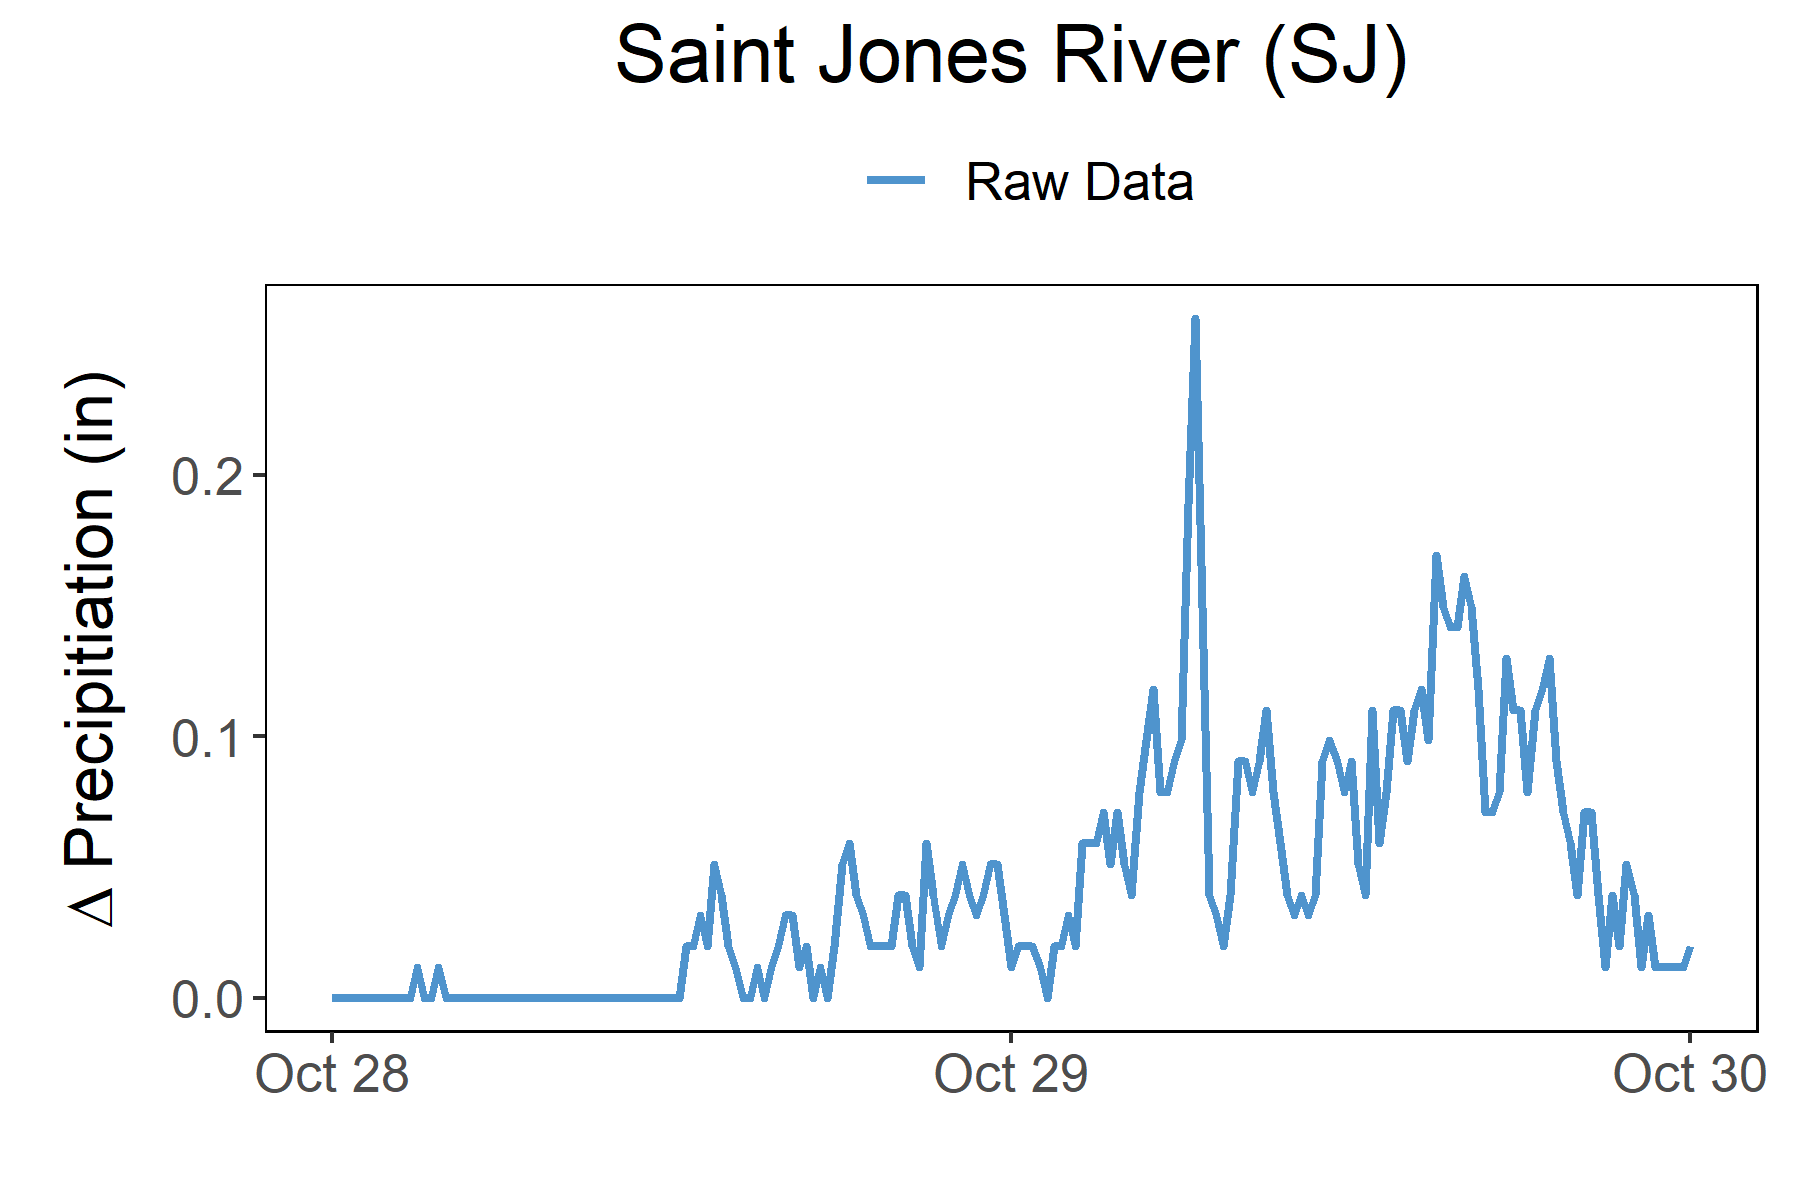 Saint Jones River (SJ)
Raw Data
Δ Precipitiation (in)
0.2
0.1
0.0
Oct 28
Oct 29
Oct 30